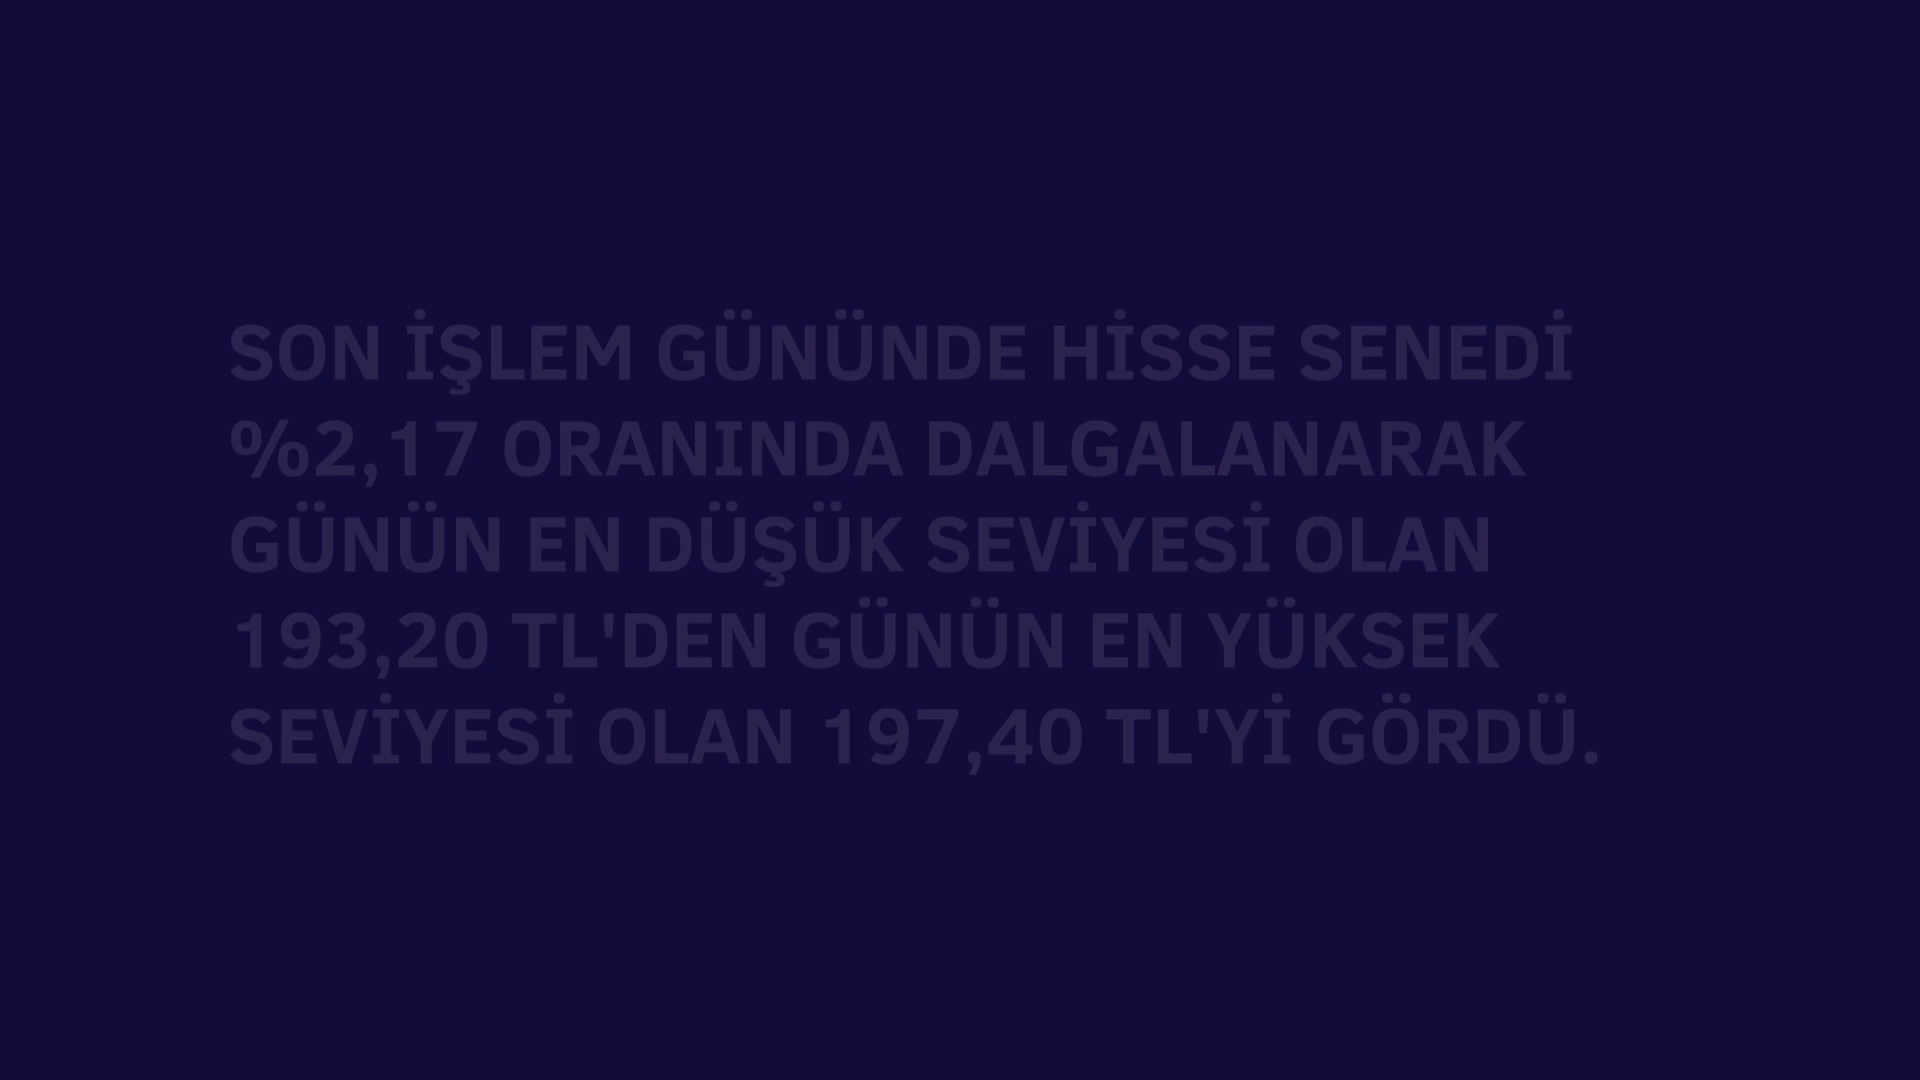 SON İŞLEM GÜNÜNDE HİSSE SENEDİ
%2,17 ORANINDA DALGALANARAK
GÜNÜN EN DÜŞÜK SEVİYESİ OLAN
193,20 TL'DEN GÜNÜN EN YÜKSEK
SEVİYESİ OLAN 197,40 TL'Yİ GÖRDÜ.